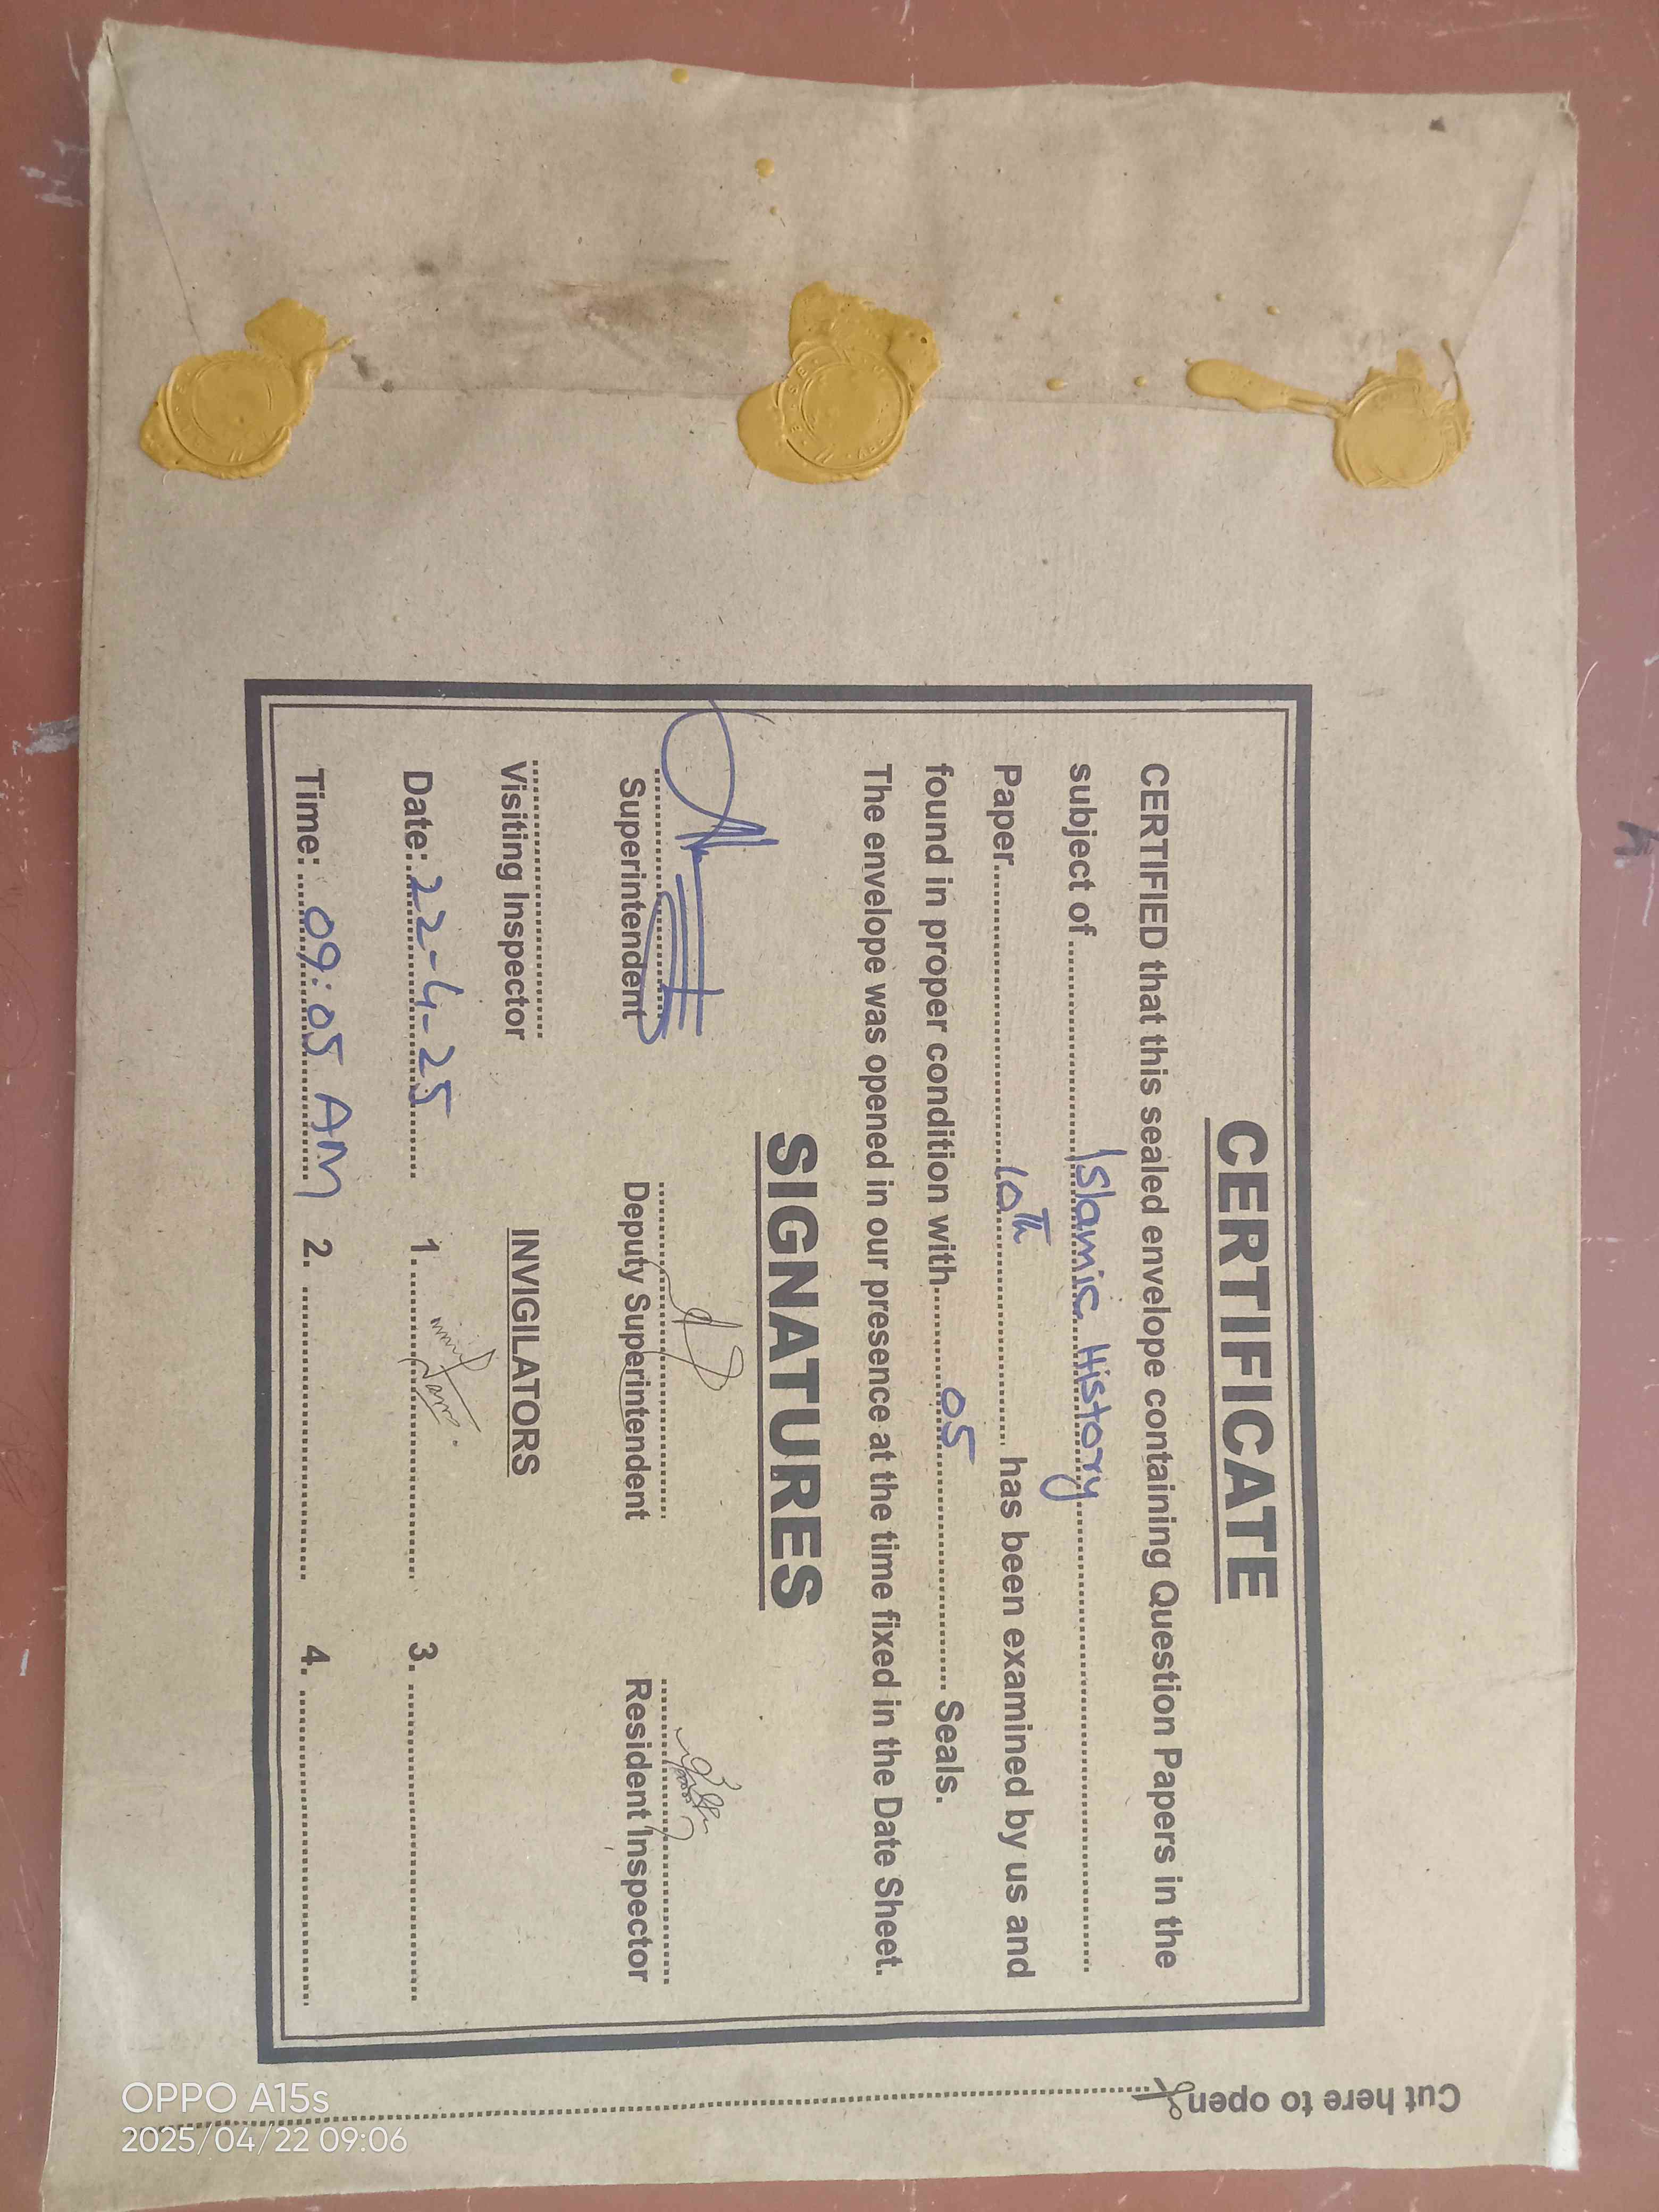 CERTIFICATE
CERTIFIED that this sealed envelope containing Question Papers in the
subject of Islamic History
Paper 10th has been examined by us and
found in proper condition with 05 Seals.
The envelope was opened in our presence at the time fixed in the Date Sheet.
SIGNATURES
Superintendent Deputy Superintendent Resident Inspector
Visiting Inspector INVIGILATORS
Date: 22-4-25 1. 3.
Time: 09:05 AM 2. 4.
Cut here to open
OPPO A15s
2025/04/22 09:06